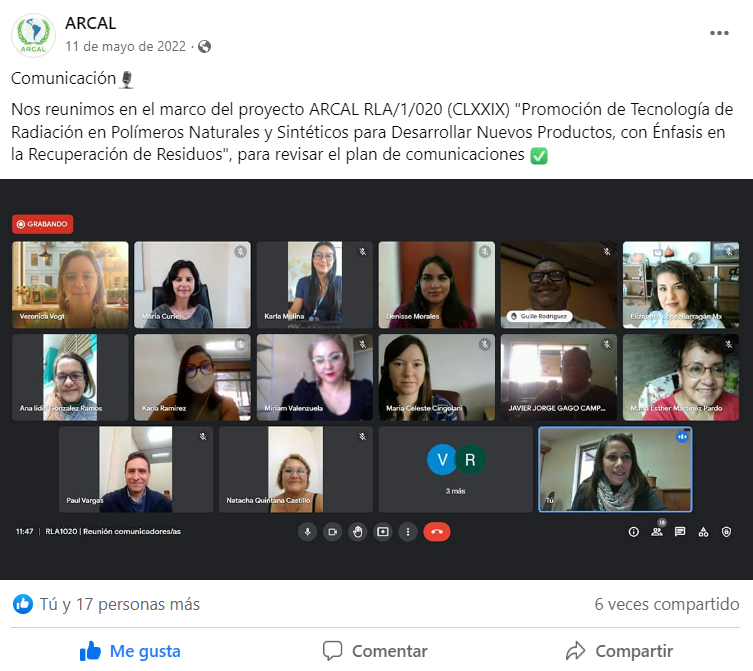 ARCAL
ARCAL
11 de mayo de 2022 ·
Comunicación
Nos reunimos en el marco del proyecto ARCAL RLA/1/020 (CLXXIX) "Promoción de Tecnología de
Radiación en Polímeros Naturales y Sintéticos para Desarrollar Nuevos Productos, con Énfasis en
la Recuperación de Residuos", para revisar el plan de comunicaciones
GRABANDO
Veronica Vogt
Maria Curiel
Karla Molina
Denisse Morales
Guille Rodriguez
Elizabeth LópezBarragán Mx
Ana lidia Gonzalez Ramos
Karla Ramirez
Miriam Valenzuela
Maria Celeste Cingolani
JAVIER JORGE GAGO CAMP...
Maria Esther Martinez Pardo
Paul Vargas
Natacha Quintana Castillo
V R
3 más
Tú
11:47 | RLA1020 | Reunión comunicadores/as
18
Tú y 17 personas más
6 veces compartido
Me gusta
Comentar
Compartir